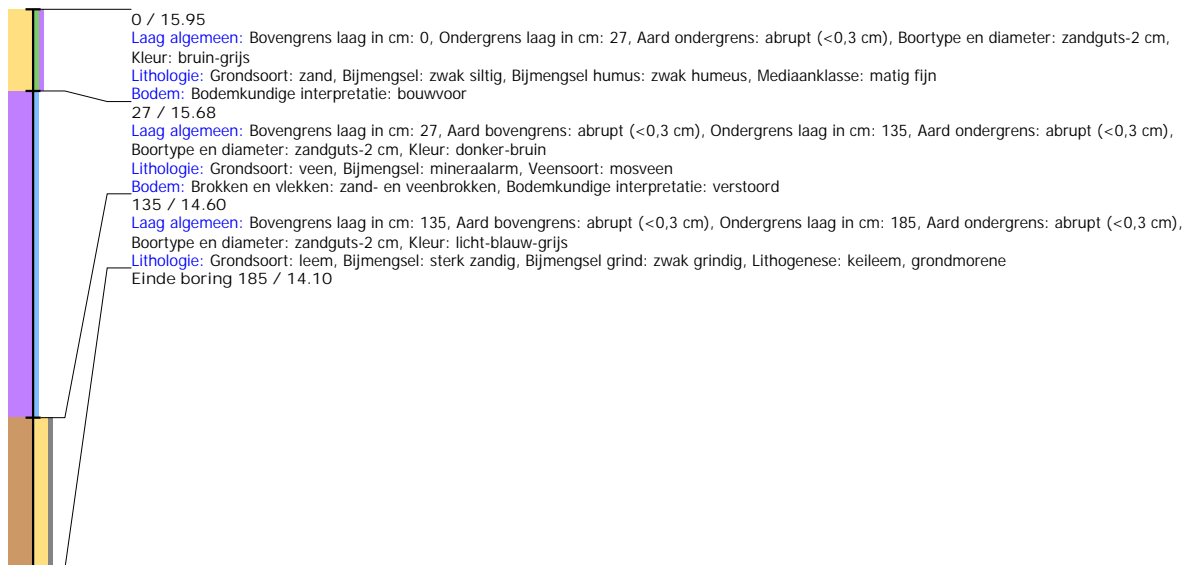 0 / 15.95
Laag algemeen: Bovengrens laag in cm: 0, Ondergrens laag in cm: 27, Aard ondergrens: abrupt (<0,3 cm), Boortype en diameter: zandguts-2 cm,
Kleur: bruin-grijs
Lithologie: Grondsoort: zand, Bijmengsel: zwak siltig, Bijmengsel humus: zwak humeus, Mediaanklasse: matig fijn
Bodem: Bodemkundige interpretatie: bouwvoor
27 / 15.68
Laag algemeen: Bovengrens laag in cm: 27, Aard bovengrens: abrupt (<0,3 cm), Ondergrens laag in cm: 135, Aard ondergrens: abrupt (<0,3 cm),
Boortype en diameter: zandguts-2 cm, Kleur: donker-bruin
Lithologie: Grondsoort: veen, Bijmengsel: mineraalarm, Veensoort: mosveen
Bodem: Brokken en vlekken: zand- en veenbrokken, Bodemkundige interpretatie: verstoord
135 / 14.60
Laag algemeen: Bovengrens laag in cm: 135, Aard bovengrens: abrupt (<0,3 cm), Ondergrens laag in cm: 185, Aard ondergrens: abrupt (<0,3 cm),
Boortype en diameter: zandguts-2 cm, Kleur: licht-blauw-grijs
Lithologie: Grondsoort: leem, Bijmengsel: sterk zandig, Bijmengsel grind: zwak grindig, Lithogenese: keileem, grondmorene
Einde boring 185 / 14.10